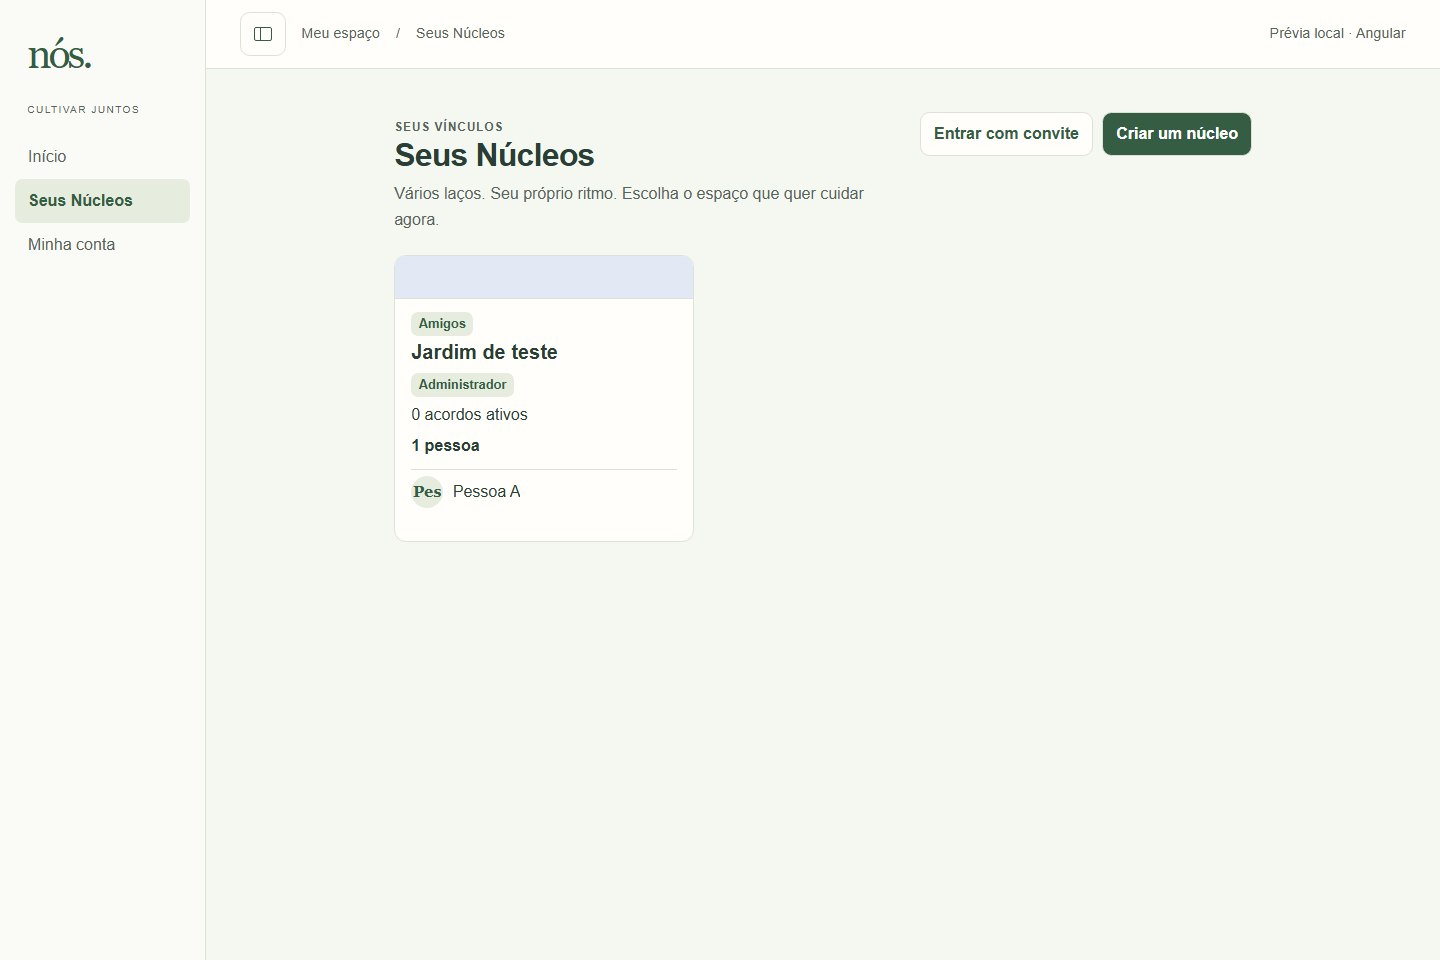 nós.
CULTIVAR JUNTOS
Início
Seus Núcleos
Minha conta
Meu espaço / Seus Núcleos
Prévia local · Angular
SEUS VÍNCULOS
Seus Núcleos
Vários laços. Seu próprio ritmo. Escolha o espaço que quer cuidar
agora.
Entrar com convite
Criar um núcleo
Amigos
Jardim de teste
Administrador
0 acordos ativos
1 pessoa
Pes Pessoa A